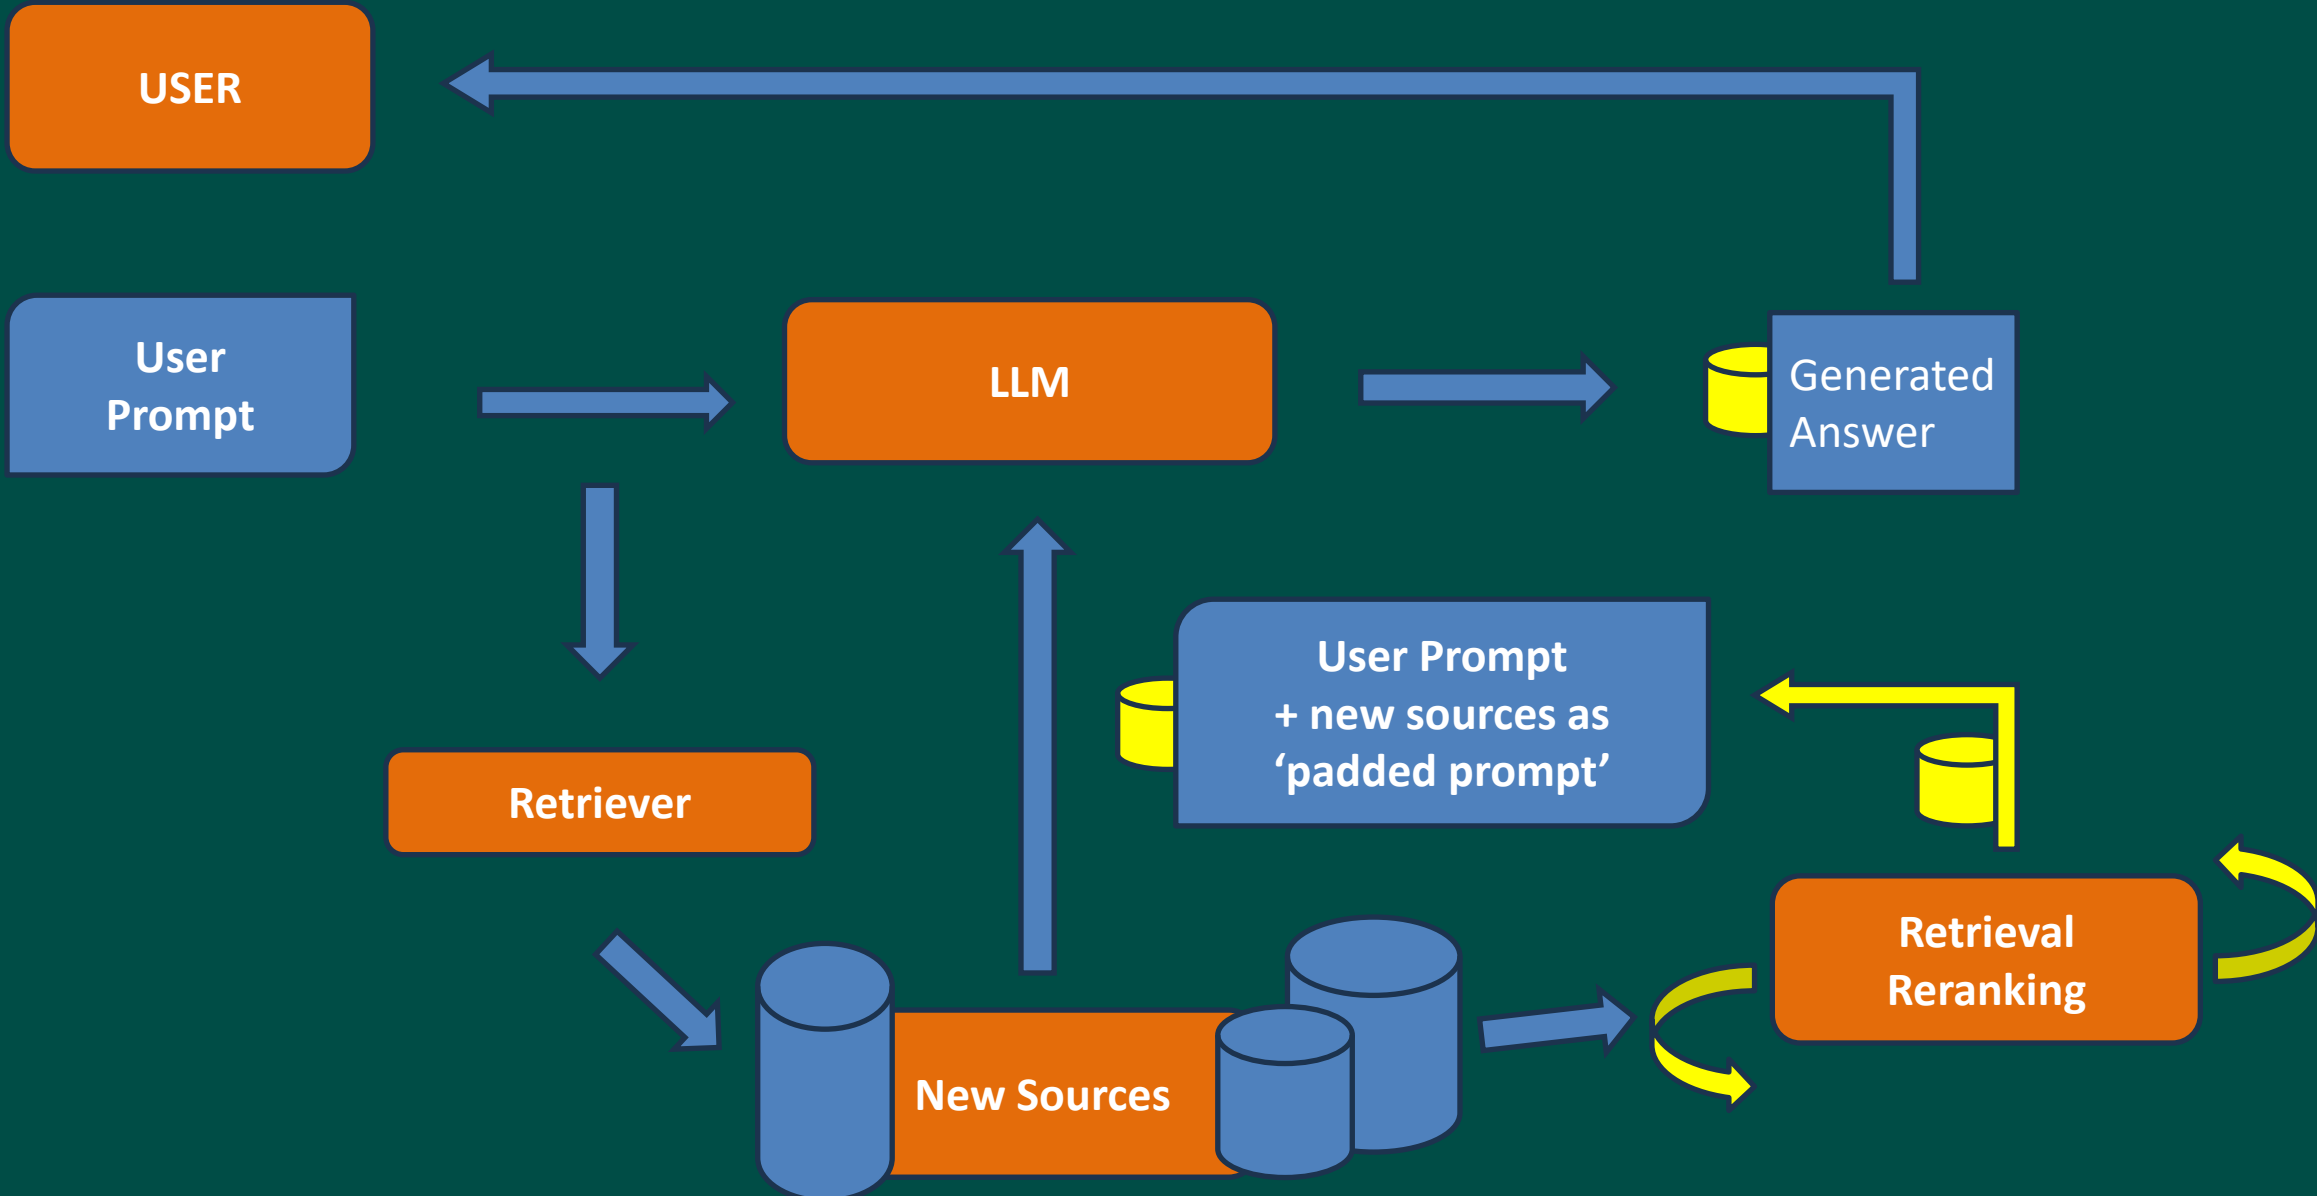 USER
User
Prompt
LLM
Generated
Answer
User Prompt
+ new sources as
‘padded prompt’
Retriever
Retrieval
Reranking
New Sources